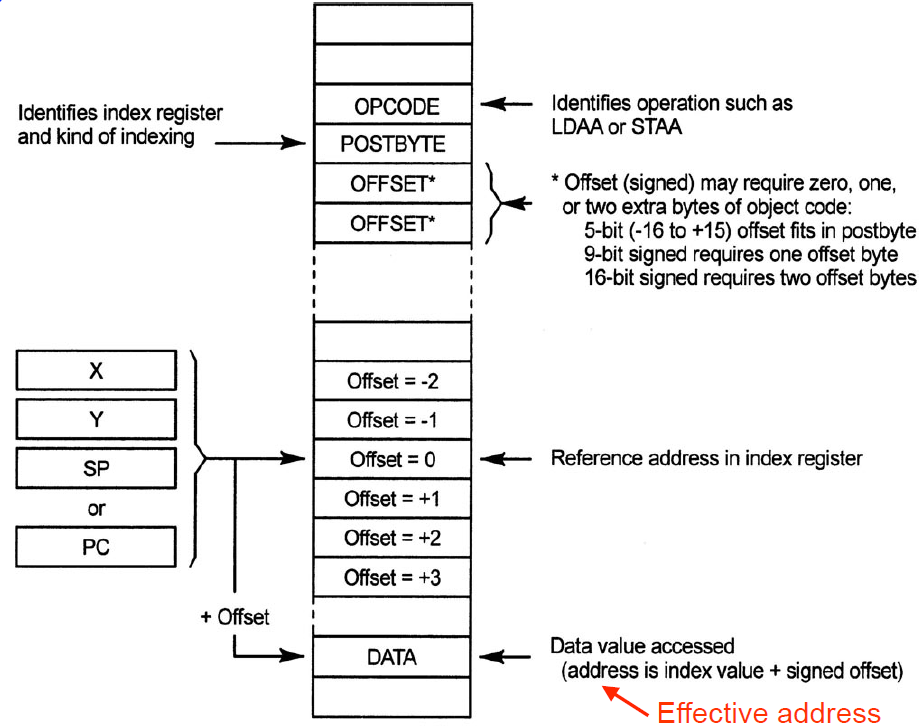 Identifies index register
and kind of indexing
OPCODE
POSTBYTE
OFFSET*
OFFSET*
Identifies operation such as
LDAA or STAA
* Offset (signed) may require zero, one,
or two extra bytes of object code:
5-bit (-16 to +15) offset fits in postbyte
9-bit signed requires one offset byte
16-bit signed requires two offset bytes
X
Y
SP
or
PC
+ Offset
Offset = -2
Offset = -1
Offset = 0
Offset = +1
Offset = +2
Offset = +3
DATA
Reference address in index register
Data value accessed
(address is index value + signed offset)
Effective address